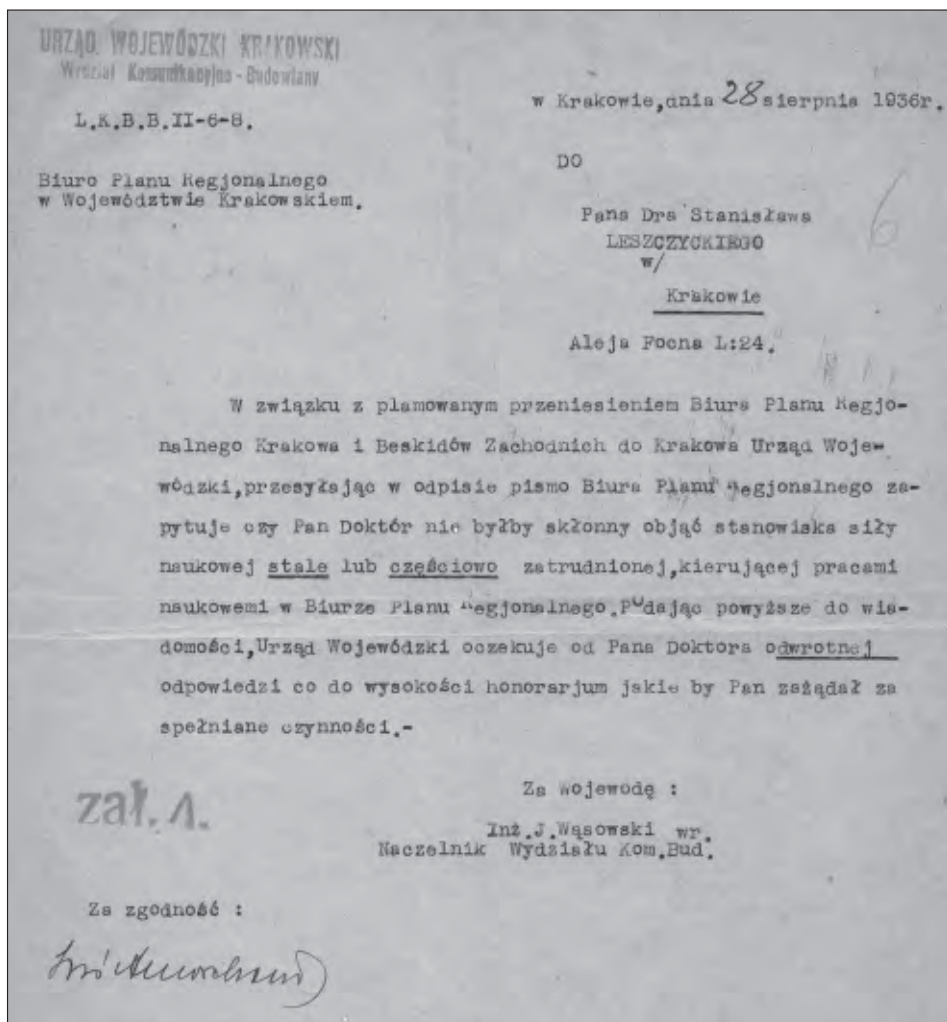 URZĄD WOJEWÓDZKI KRAKOWSKI
Wydział Komunikacyjno-Budowlany
L.K.B.B.II-6-8.
w Krakowie,dnia 28 sierpnia 1936r.
Biuro Planu Regjonalnego
w Województwie Krakowskiem.
DO
Pana Dra Stanisława
LESZCZYCKIEGO
w/
Krakowie
Aleja Focha L:24.
6
W związku z plamowanym przeniesieniem Biura Planu Regjo-
nalnego Krakowa i Beskidów Zachodnich do Krakowa Urząd Woje-
wódzki,przesyłając w odpisie pismo Biura Planu Regjonalnego za-
pytuje czy Pan Doktór nie byłby skłonny objąć stanowiska siły
naukowej stale lub częściowo zatrudnionej,kierującej pracami
naukowemi w Biurze Planu Regjonalnego.Podając powyższe do wia-
domości,Urząd Wojewódzki oczekuje od Pana Doktora odwrotnej
odpowiedzi co do wysokości honorarjum jakie by Pan zażądał za
spełniane czynności.-
zał. 1.
Za Wojewodę :
Inż.J.Wąsowski wr.
Naczelnik Wydziału Kom.Bud.
Za zgodność :